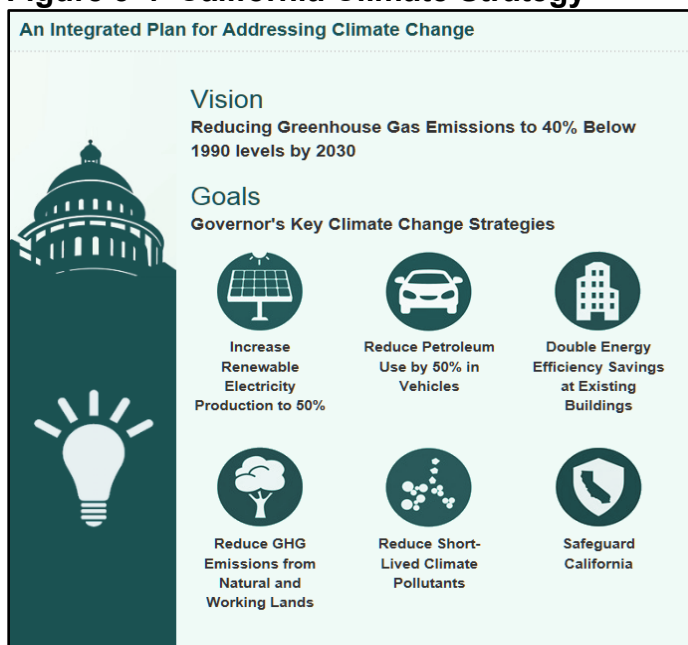 An Integrated Plan for Addressing Climate Change
Vision
Reducing Greenhouse Gas Emissions to 40% Below
1990 levels by 2030
Goals
Governor's Key Climate Change Strategies
Increase
Renewable
Electricity
Production to 50%
Reduce Petroleum
Use by 50% in
Vehicles
Double Energy
Efficiency Savings
at Existing
Buildings
Reduce GHG
Emissions from
Natural and
Working Lands
Reduce Short-
Lived Climate
Pollutants
Safeguard
California